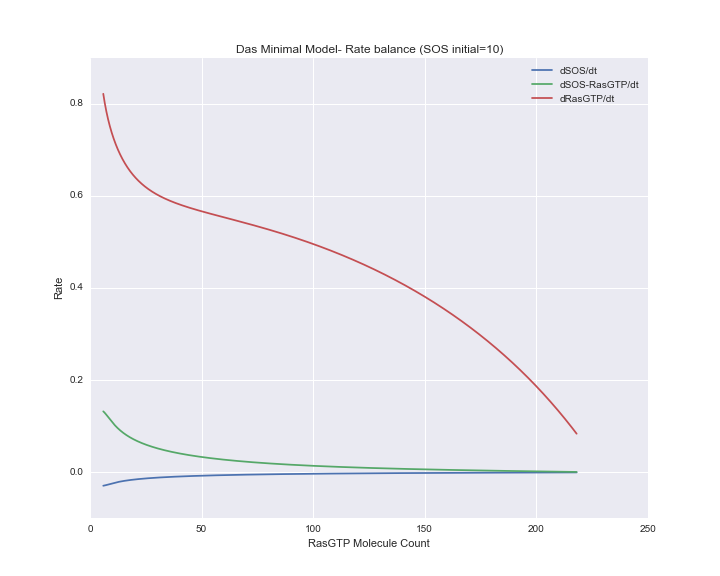 Das Minimal Model- Rate balance (SOS initial=10)
dSOS/dt
dSOS-RasGTP/dt
dRasGTP/dt
0.8
0.6
0.4
0.2
0.0
Rate
0 50 100 150 200 250
RasGTP Molecule Count